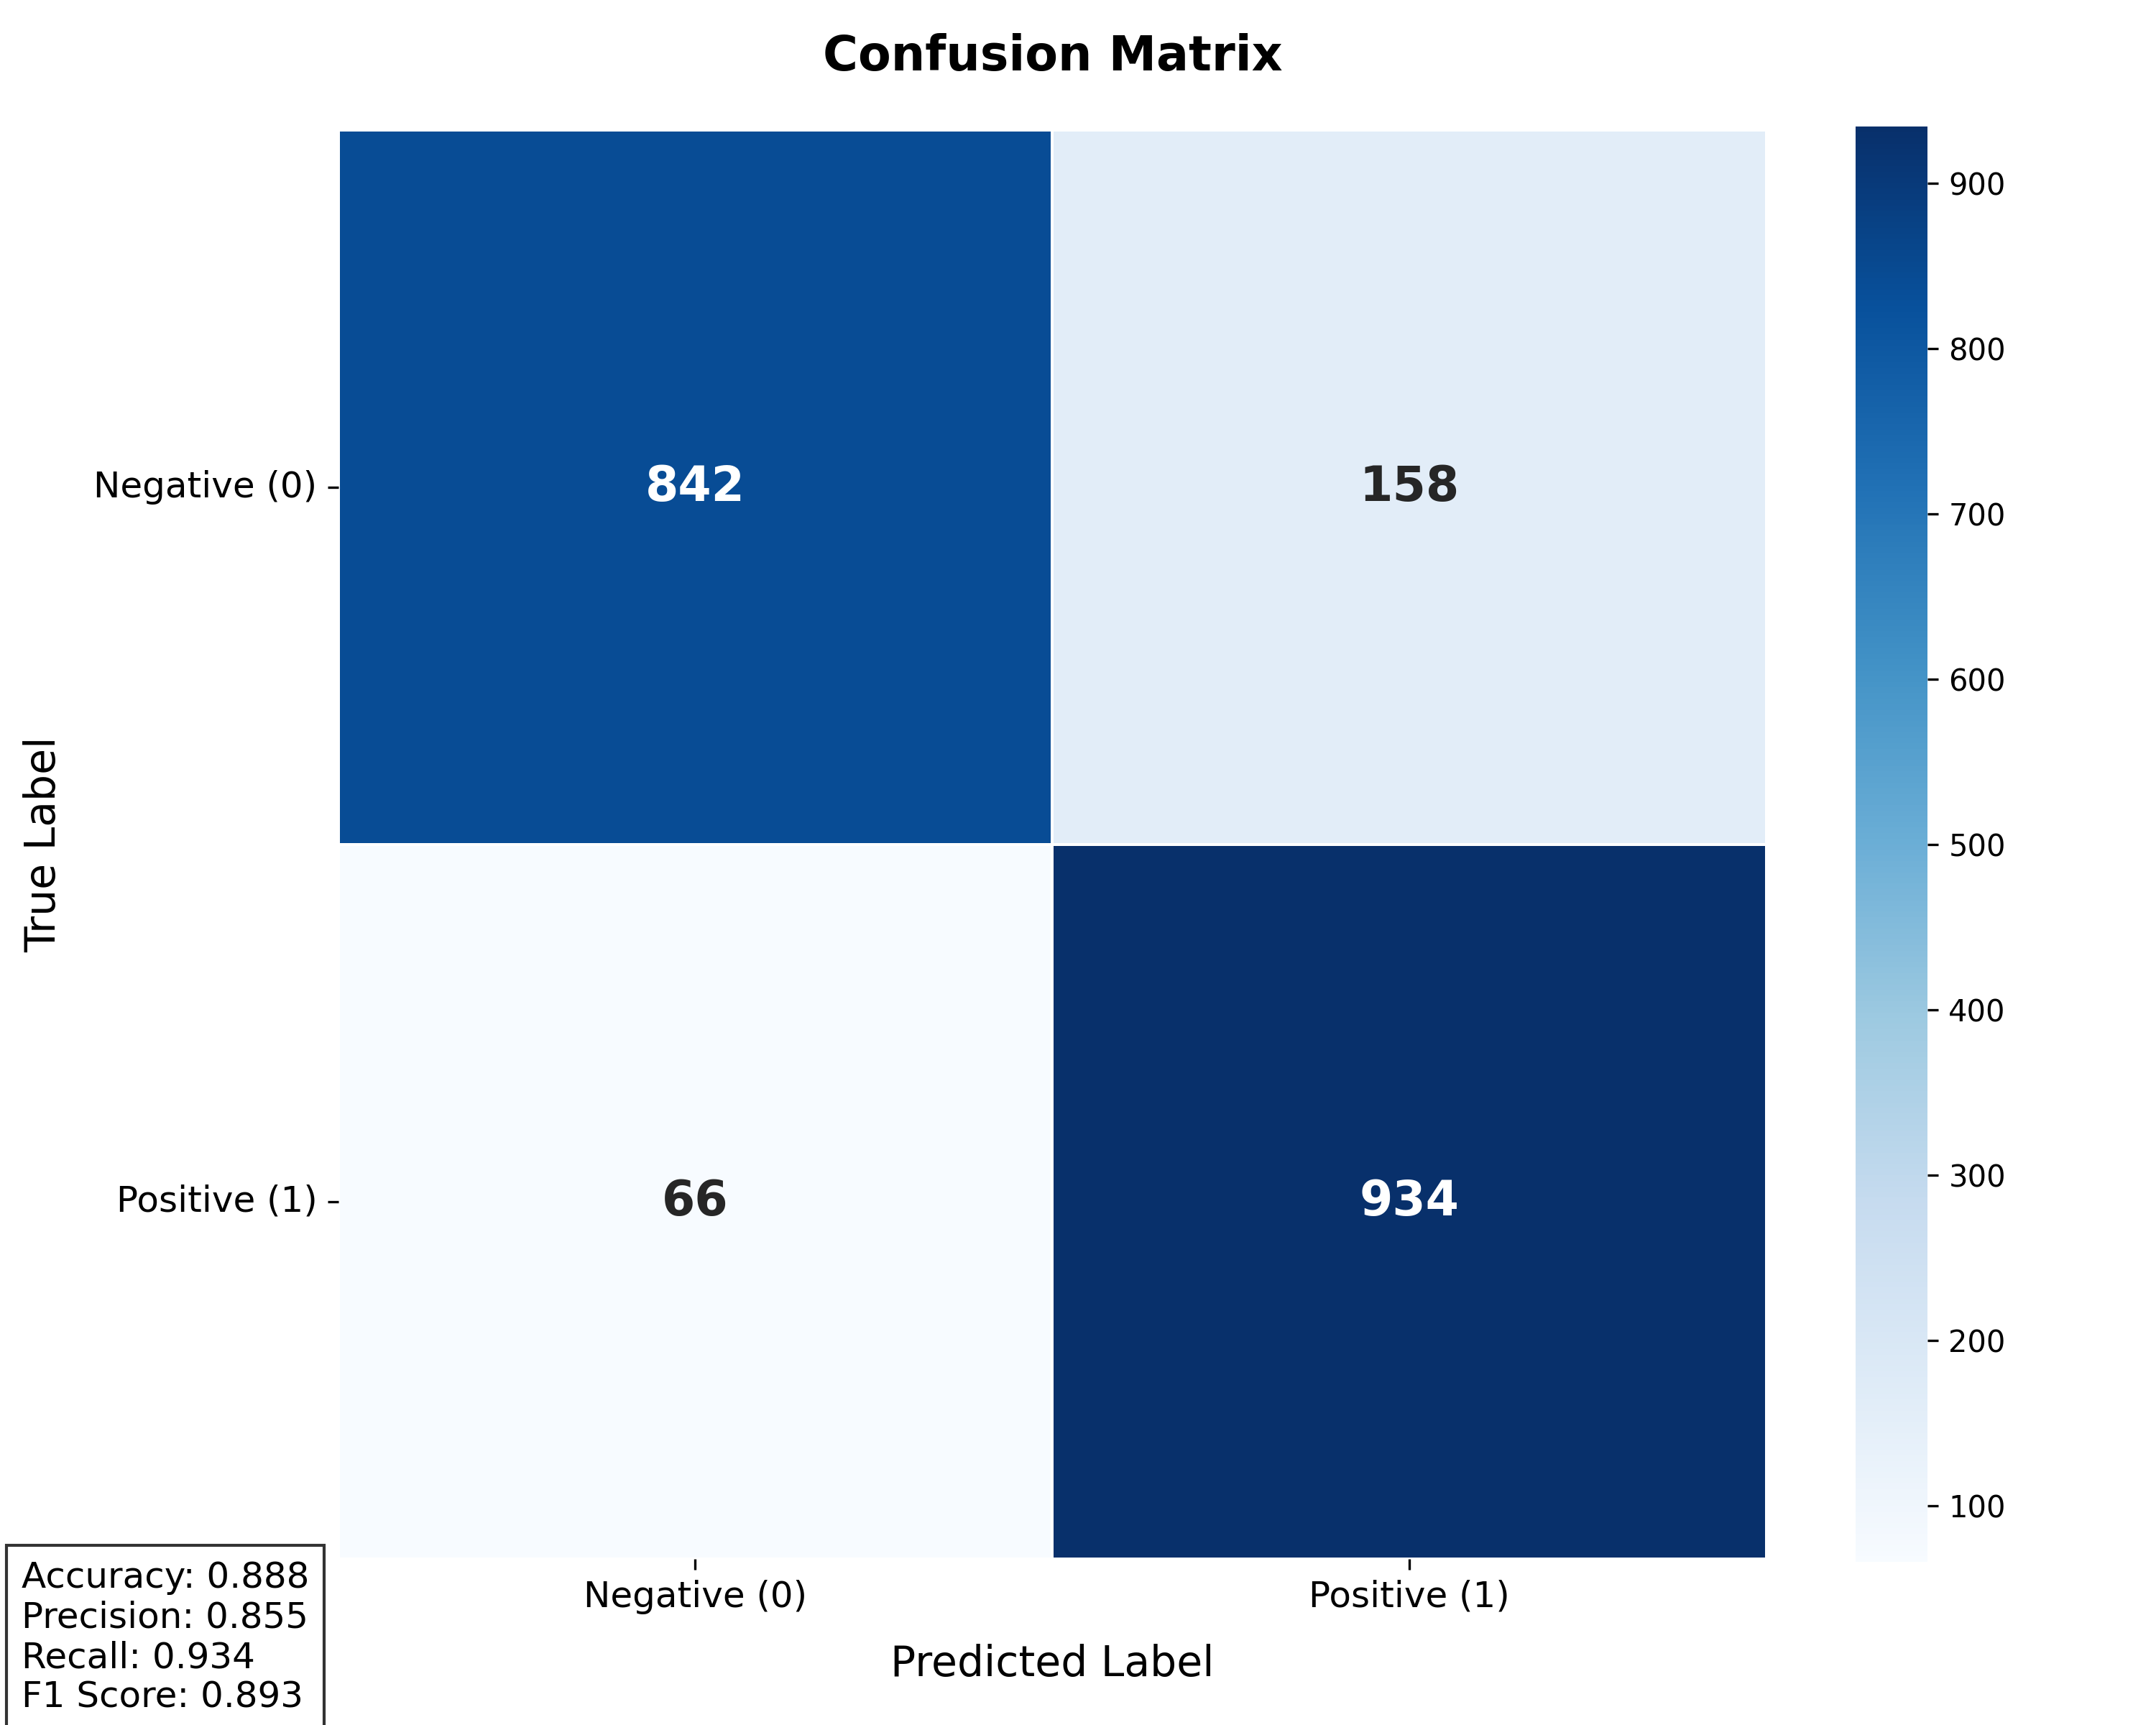 Confusion Matrix
900
800
700
600
500
400
300
200
100
True Label
Negative (0)
842 158
Positive (1)
66 934
Negative (0) Positive (1)
Predicted Label
Accuracy: 0.888
Precision: 0.855
Recall: 0.934
F1 Score: 0.893